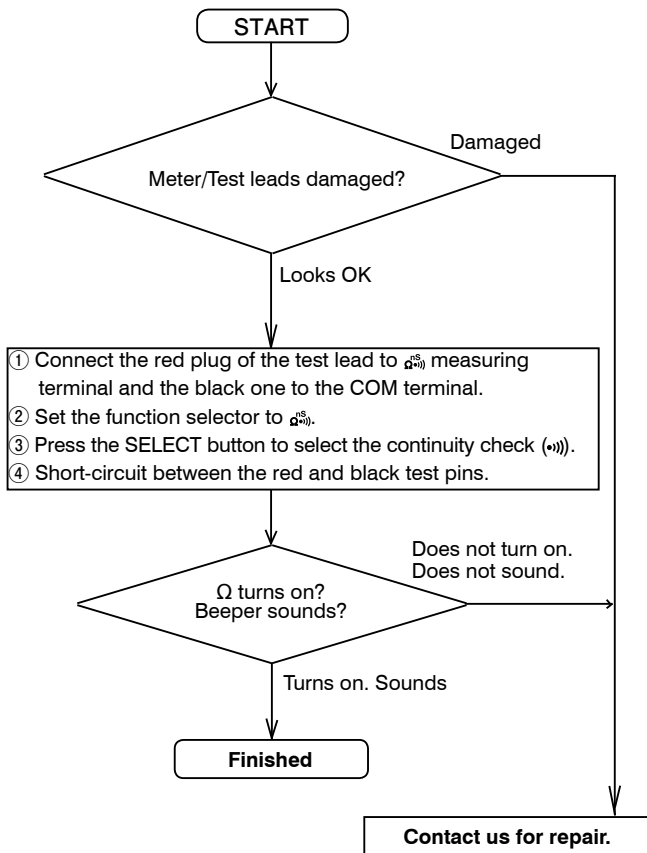 START
Damaged
Meter/Test leads damaged?
Looks OK
① Connect the red plug of the test lead to Ω nS •))) measuring
terminal and the black one to the COM terminal.
② Set the function selector to Ω nS •))).
③ Press the SELECT button to select the continuity check (•))).
④ Short-circuit between the red and black test pins.
Does not turn on.
Does not sound.
Ω turns on?
Beeper sounds?
Turns on. Sounds
Finished
Contact us for repair.